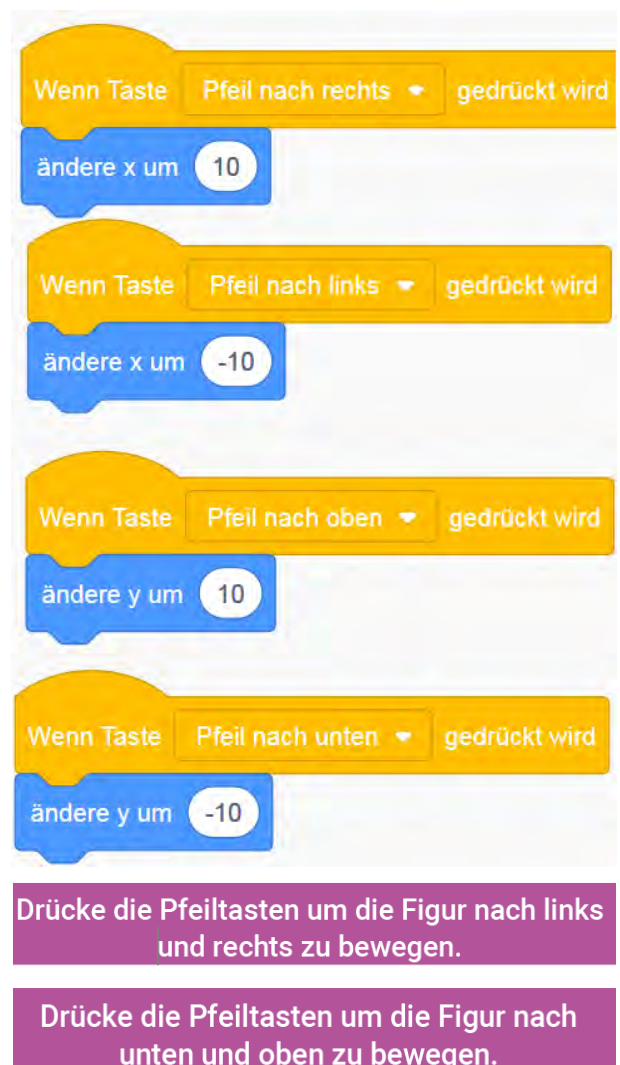 Wenn Taste Pfeil nach rechts gedrückt wird
ändere x um 10
Wenn Taste Pfeil nach links gedrückt wird
ändere x um -10
Wenn Taste Pfeil nach oben gedrückt wird
ändere y um 10
Wenn Taste Pfeil nach unten gedrückt wird
ändere y um -10
Drücke die Pfeiltasten um die Figur nach links
und rechts zu bewegen.
Drücke die Pfeiltasten um die Figur nach
unten und oben zu bewegen.